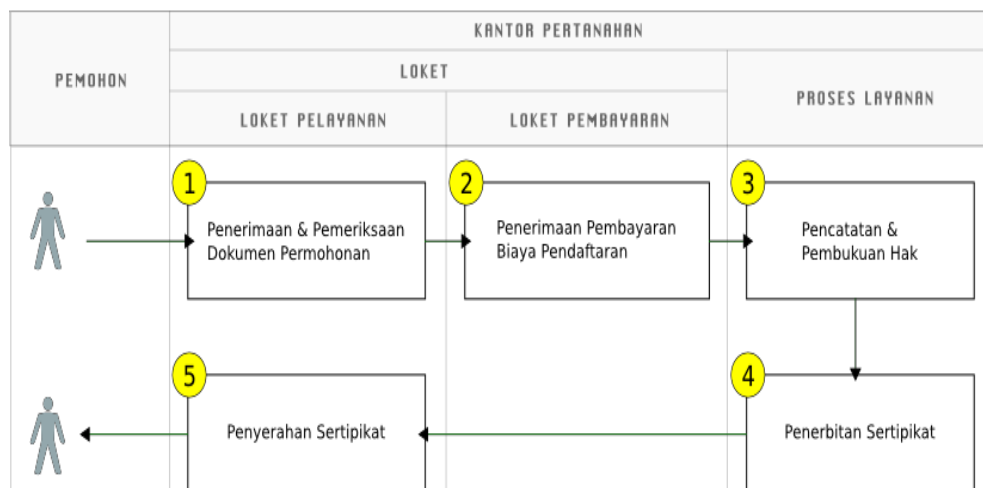 KANTOR PERTANAHAN
PEMOHON
LOKET
PROSES LAYANAN
LOKET PELAYANAN
LOKET PEMBAYARAN
1
Penerimaan & Pemeriksaan
Dokumen Permohonan
2
Penerimaan Pembayaran
Biaya Pendaftaran
3
Pencatatan &
Pembukuan Hak
4
Penerbitan Sertipikat
5
Penyerahan Sertipikat